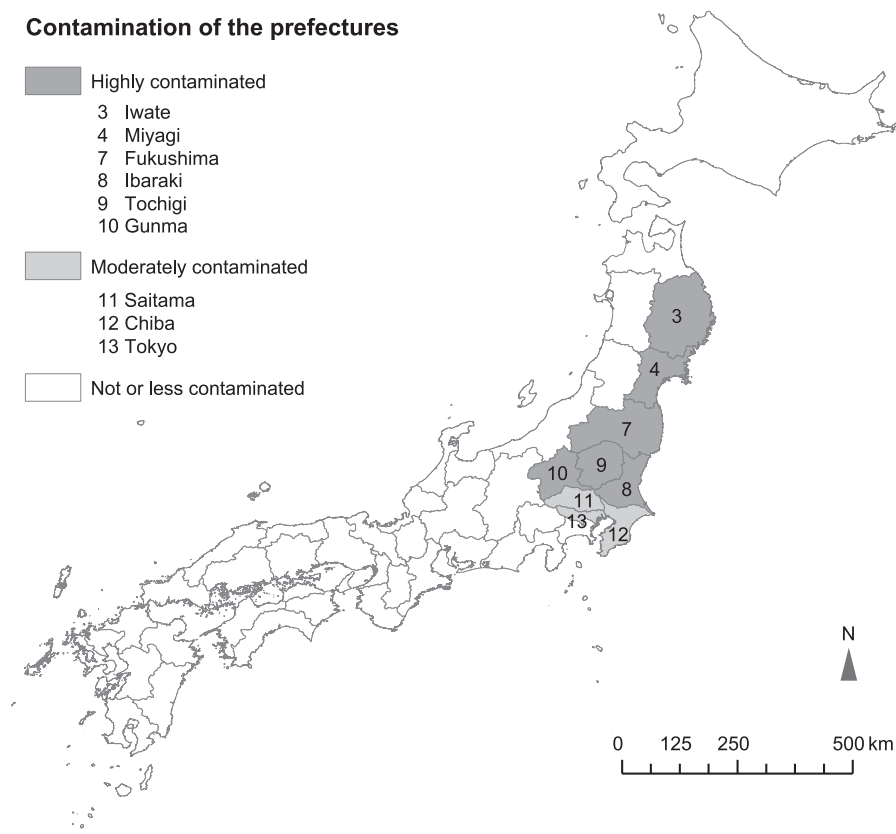 Contamination of the prefectures
Highly contaminated
3 Iwate
4 Miyagi
7 Fukushima
8 Ibaraki
9 Tochigi
10 Gunma
Moderately contaminated
11 Saitama
12 Chiba
13 Tokyo
Not or less contaminated
3
4
7
9
10
8
11
13
12
N
0 125 250 500 km